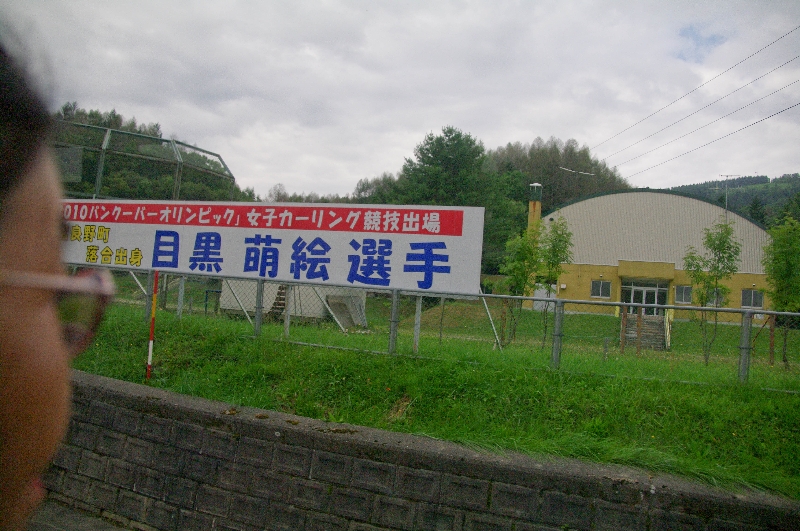 010バンクーバーオリンピック」女子カーリング競技出場
良野町
落合出身
目黒 萌絵 選手